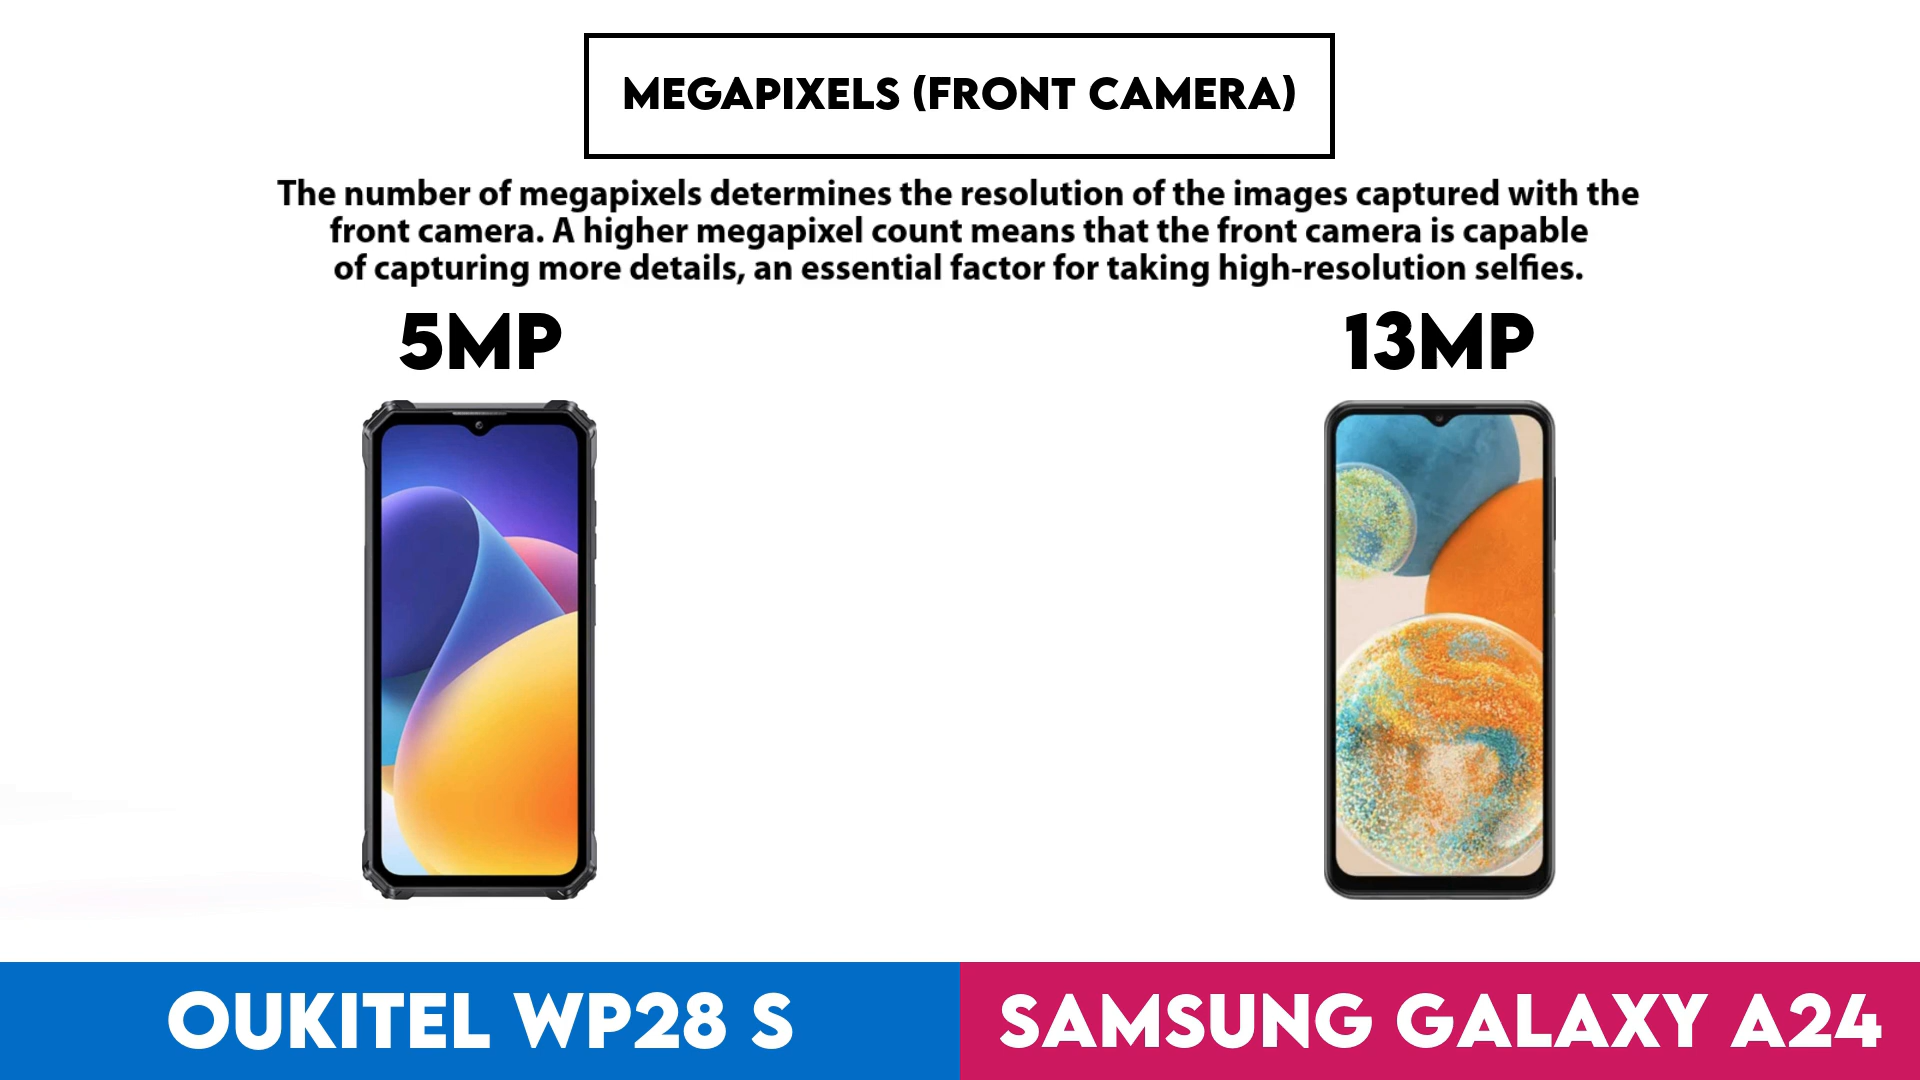 MEGAPIXELS (FRONT CAMERA)
The number of megapixels determines the resolution of the images captured with the
front camera. A higher megapixel count means that the front camera is capable
of capturing more details, an essential factor for taking high-resolution selfies.
5MP
13MP
OUKITEL WP28 S
SAMSUNG GALAXY A24